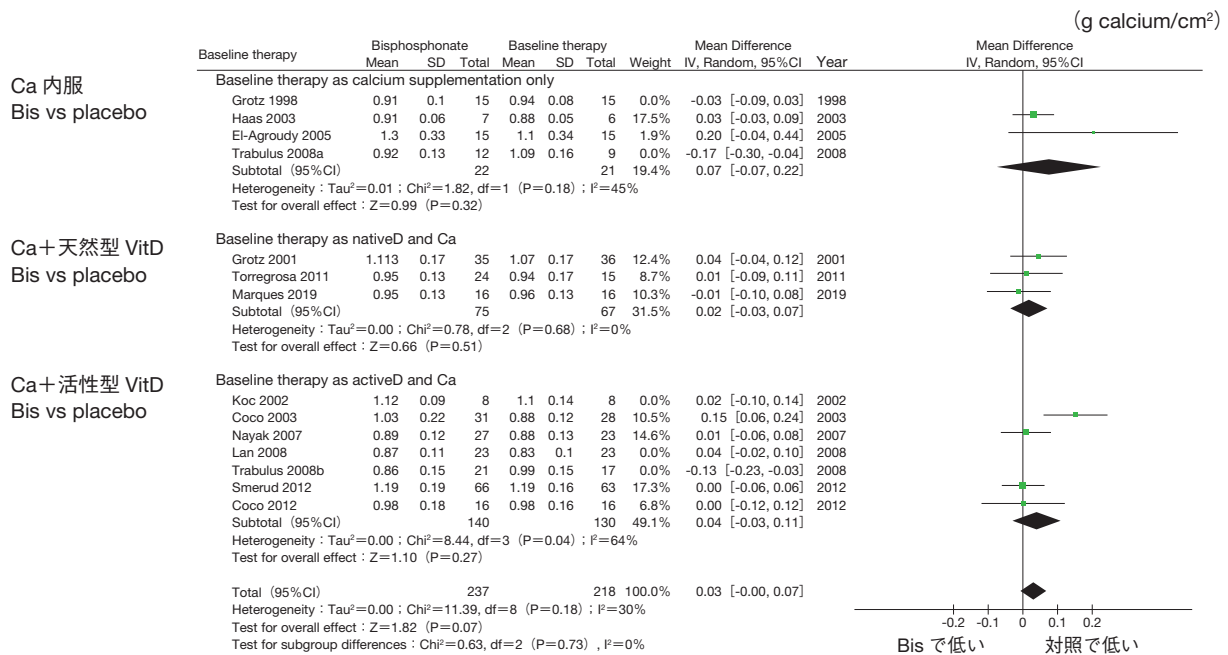 (g calcium/cm²)
Baseline therapy Bisphosphonate Baseline therapy Mean Difference Mean Difference
Mean SD Total Mean SD Total Weight IV, Random, 95%CI Year IV, Random, 95%CI
Ca 内服
Bis vs placebo
Baseline therapy as calcium supplementation only
Grotz 1998 0.91 0.1 15 0.94 0.08 15 0.0% -0.03 [-0.09, 0.03] 1998
Haas 2003 0.91 0.06 7 0.88 0.05 6 17.5% 0.03 [-0.03, 0.09] 2003
El-Agroudy 2005 1.3 0.33 15 1.1 0.34 15 1.9% 0.20 [-0.04, 0.44] 2005
Trabulus 2008a 0.92 0.13 12 1.09 0.16 9 0.0% -0.17 [-0.30, -0.04] 2008
Subtotal (95%CI) 22 21 19.4% 0.07 [-0.07, 0.22]
Heterogeneity：Tau²=0.01；Chi²=1.82, df=1 (P=0.18)；I²=45%
Test for overall effect：Z=0.99 (P=0.32)
Ca＋天然型 VitD
Bis vs placebo
Baseline therapy as nativeD and Ca
Grotz 2001 1.113 0.17 35 1.07 0.17 36 12.4% 0.04 [-0.04, 0.12] 2001
Torregrosa 2011 0.95 0.13 24 0.94 0.17 15 8.7% 0.01 [-0.09, 0.11] 2011
Marques 2019 0.95 0.13 16 0.96 0.13 16 10.3% -0.01 [-0.10, 0.08] 2019
Subtotal (95%CI) 75 67 31.5% 0.02 [-0.03, 0.07]
Heterogeneity：Tau²=0.00；Chi²=0.78, df=2 (P=0.68)；I²=0%
Test for overall effect：Z=0.66 (P=0.51)
Ca＋活性型 VitD
Bis vs placebo
Baseline therapy as activeD and Ca
Koc 2002 1.12 0.09 8 1.1 0.14 8 0.0% 0.02 [-0.10, 0.14] 2002
Coco 2003 1.03 0.22 31 0.88 0.12 28 10.5% 0.15 [0.06, 0.24] 2003
Nayak 2007 0.89 0.12 27 0.88 0.13 23 14.6% 0.01 [-0.06, 0.08] 2007
Lan 2008 0.87 0.11 23 0.83 0.1 23 0.0% 0.04 [-0.02, 0.10] 2008
Trabulus 2008b 0.86 0.15 21 0.99 0.15 17 0.0% -0.13 [-0.23, -0.03] 2008
Smerud 2012 1.19 0.19 66 1.19 0.16 63 17.3% 0.00 [-0.06, 0.06] 2012
Coco 2012 0.98 0.18 16 0.98 0.16 16 6.8% 0.00 [-0.12, 0.12] 2012
Subtotal (95%CI) 140 130 49.1% 0.04 [-0.03, 0.11]
Heterogeneity：Tau²=0.00；Chi²=8.44, df=3 (P=0.04)；I²=64%
Test for overall effect：Z=1.10 (P=0.27)
Total (95%CI) 237 218 100.0% 0.03 [-0.00, 0.07]
Heterogeneity：Tau²=0.00；Chi²=11.39, df=8 (P=0.18)；I²=30%
Test for overall effect：Z=1.82 (P=0.07)
Test for subgroup differences：Chi²=0.63, df=2 (P=0.73), I²=0%
-0.2 -0.1 0 0.1 0.2
Bis で低い 対照で低い